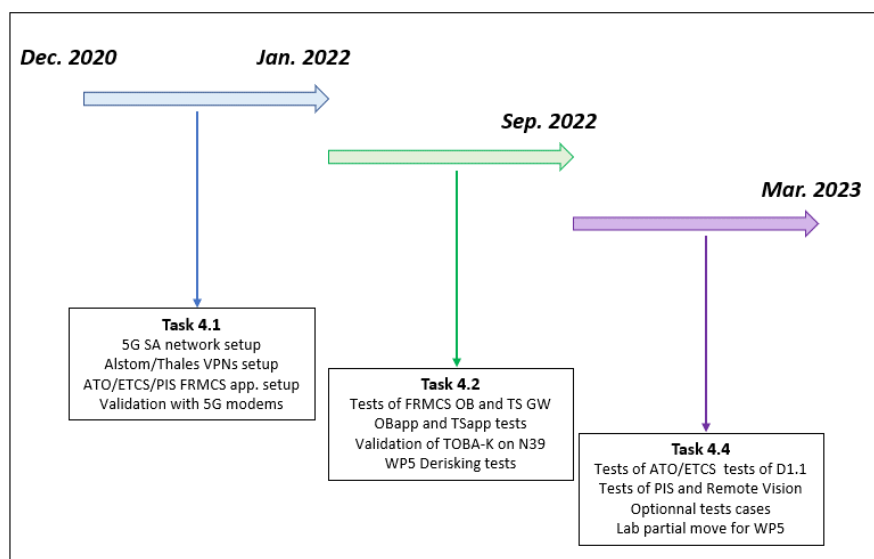 Dec. 2020
Jan. 2022
Sep. 2022
Mar. 2023
Task 4.1
5G SA network setup
Alstom/Thales VPNs setup
ATO/ETCS/PIS FRMCS app. setup
Validation with 5G modems
Task 4.2
Tests of FRMCS OB and TS GW
OBapp and TSapp tests
Validation of TOBA-K on N39
WP5 Derisking tests
Task 4.4
Tests of ATO/ETCS tests of D1.1
Tests of PIS and Remote Vision
Optionnal tests cases
Lab partial move for WP5